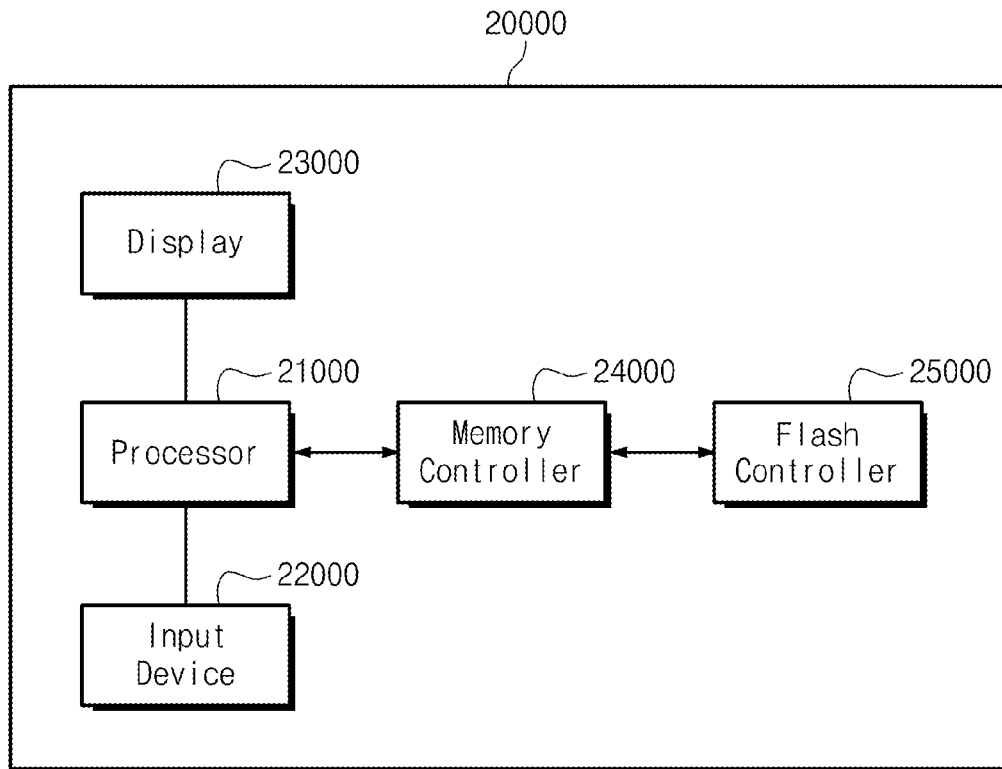 20000
23000
Display
21000
24000
25000
Processor
Memory
Controller
Flash
Controller
22000
Input
Device